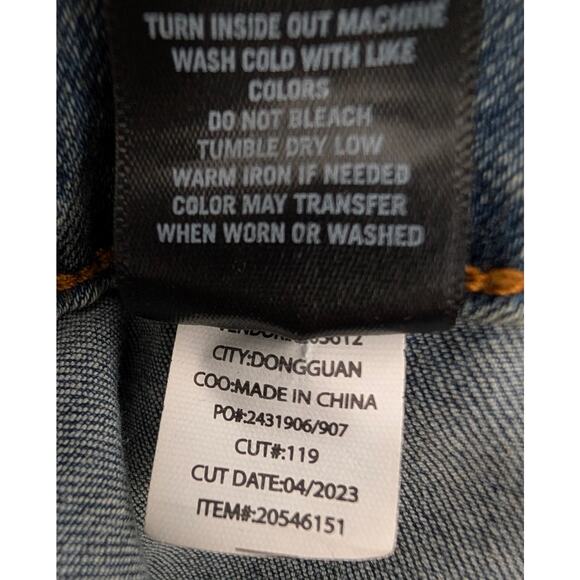 TURN INSIDE OUT MACHINE
WASH COLD WITH LIKE
COLORS
DO NOT BLEACH
TUMBLE DRY LOW
WARM IRON IF NEEDED
COLOR MAY TRANSFER
WHEN WORN OR WASHED
CITY:DONGGUAN
COO:MADE IN CHINA
PO#:2431906/907
CUT#:119
CUT DATE:04/2023
ITEM#:20546151